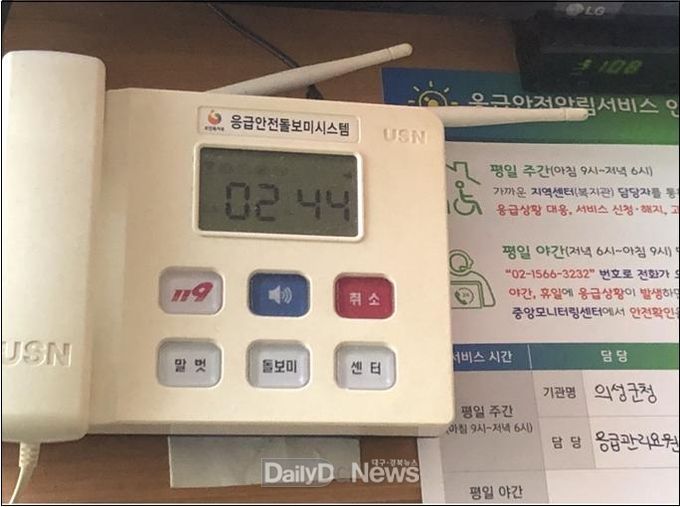 LG
108
보건복지부
응급안전돌보미시스템
USN
02 44
119
취소
말벗
돌보미
센터
USN
응급안전알림서비스
평일 주간(아침 9시~저녁 6시)
가까운 지역센터(복지관) 담당자를
응급상황 대응, 서비스 신청·해지,
평일 야간(저녁 6시~아침 9시)
"02-1566-3232" 번호로 전화가
야간, 휴일에 응급상황이
중앙모니터링센터에서
24
서비스 시간
담 당
평일 주간
(아침 9시~저녁 6시)
기관명
의성군청
담 당
응급관리요원
평일 야간
대구·경북뉴스
DailyDGNews